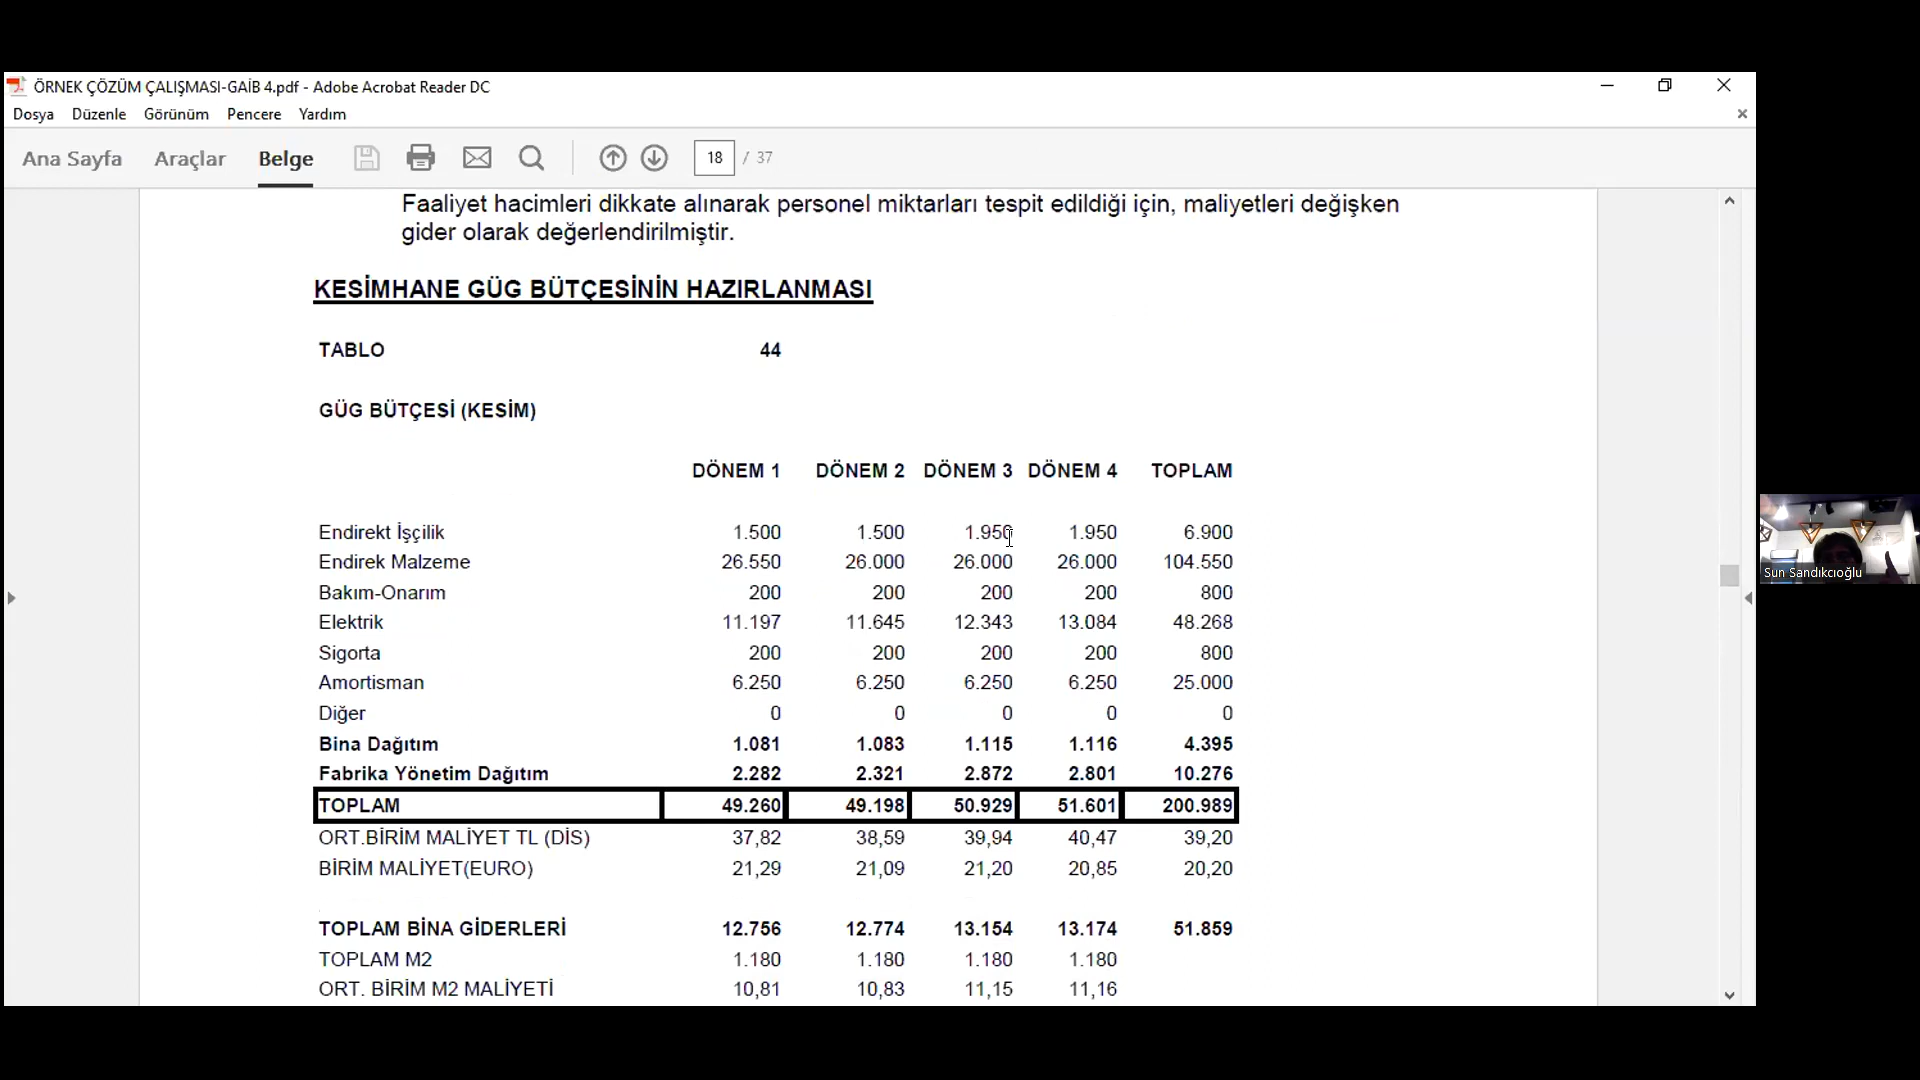 ÖRNEK ÇÖZÜM ÇALIŞMASI-GAİB 4.pdf - Adobe Acrobat Reader DC
Dosya Düzenle Görünüm Pencere Yardım
Ana Sayfa Araçlar Belge 18 / 37
Faaliyet hacimleri dikkate alınarak personel miktarları tespit edildiği için, maliyetleri değişken
gider olarak değerlendirilmiştir.
KESİMHANE GÜG BÜTÇESİNİN HAZIRLANMASI
TABLO 44
GÜG BÜTÇESİ (KESİM)
DÖNEM 1 DÖNEM 2 DÖNEM 3 DÖNEM 4 TOPLAM
Endirekt İşçilik 1.500 1.500 1.950 1.950 6.900
Endirek Malzeme 26.550 26.000 26.000 26.000 104.550
Bakım-Onarım 200 200 200 200 800
Elektrik 11.197 11.645 12.343 13.084 48.268
Sigorta 200 200 200 200 800
Amortisman 6.250 6.250 6.250 6.250 25.000
Diğer 0 0 0 0 0
Bina Dağıtım 1.081 1.083 1.115 1.116 4.395
Fabrika Yönetim Dağıtım 2.282 2.321 2.872 2.801 10.276
TOPLAM 49.260 49.198 50.929 51.601 200.989
ORT.BİRİM MALİYET TL (DİS) 37,82 38,59 39,94 40,47 39,20
BİRİM MALİYET(EURO) 21,29 21,09 21,20 20,85 20,20
TOPLAM BİNA GİDERLERİ 12.756 12.774 13.154 13.174 51.859
TOPLAM M2 1.180 1.180 1.180 1.180
ORT. BİRİM M2 MALİYETİ 10,81 10,83 11,15 11,16
Sun Sandıkcıoğlu